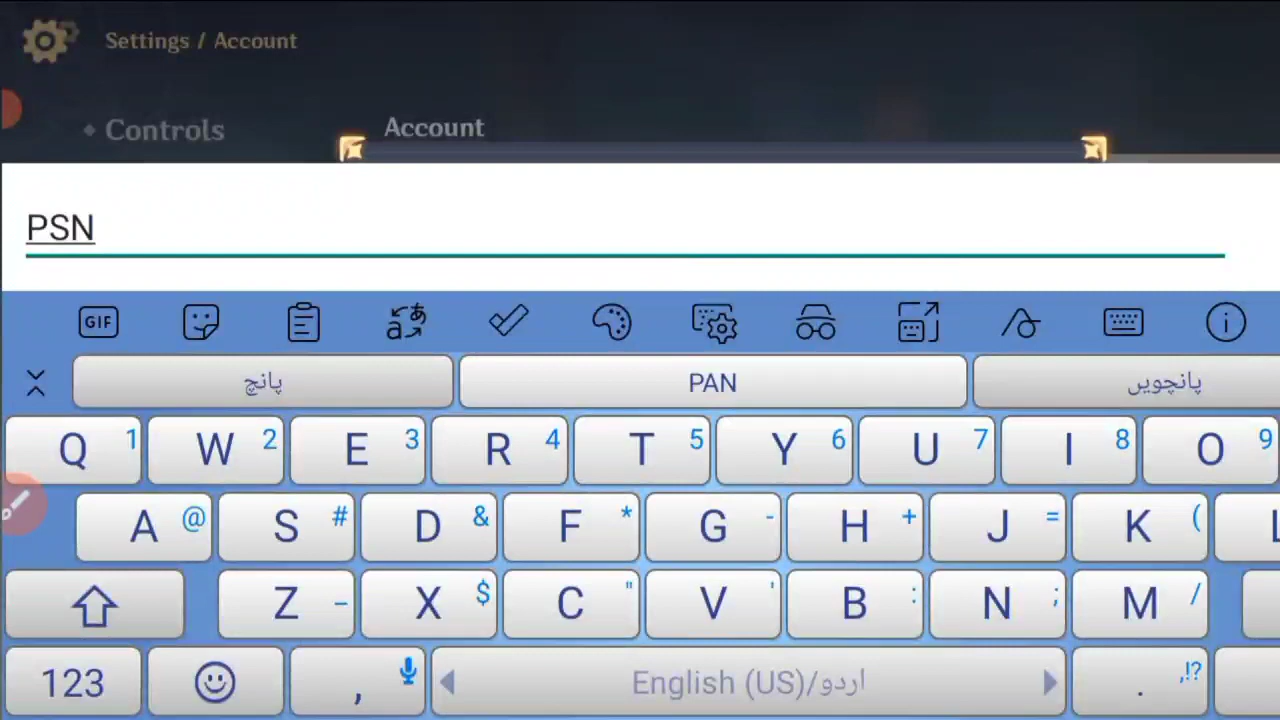 Settings / Account
Controls
Account
PSN
GIF
پانچ PAN پانچویں
Q 1 W 2 E 3 R 4 T 5 Y 6 U 7 I 8 O 9
A @ S # D & F * G - H + J = K ( L
Z _ X $ C " V ' B : N ; M /
123 , English (US)/اردو . ,!?